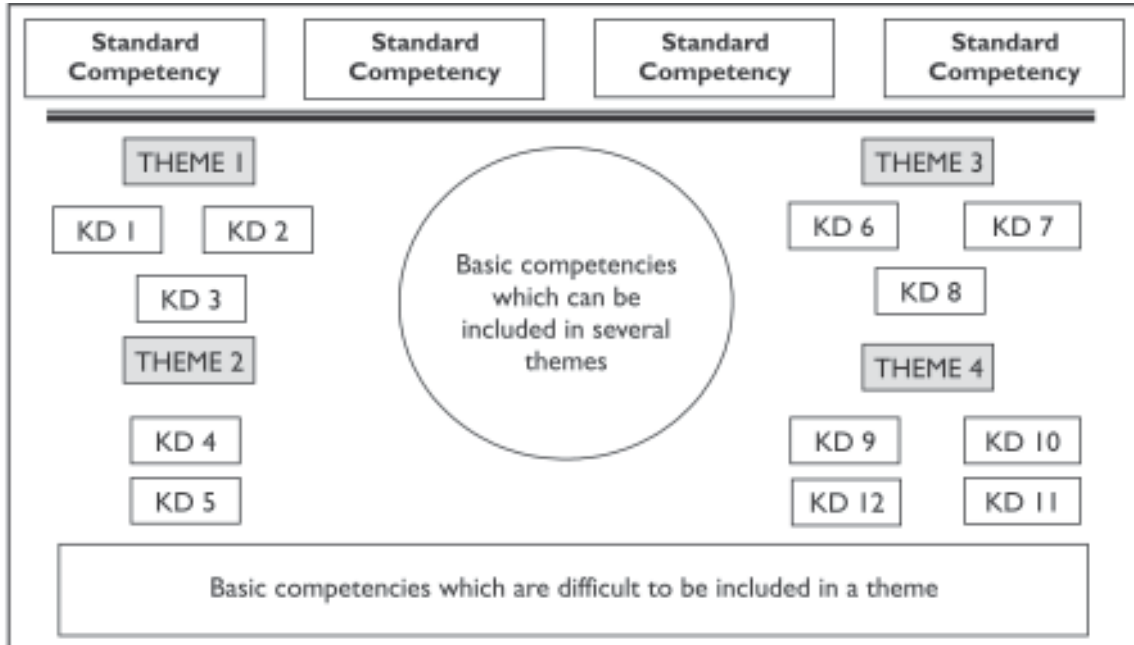 Standard
Competency
Standard
Competency
Standard
Competency
Standard
Competency
THEME 1
KD 1
KD 2
KD 3
THEME 2
KD 4
KD 5
Basic competencies
which can be
included in several
themes
THEME 3
KD 6
KD 7
KD 8
THEME 4
KD 9
KD 10
KD 12
KD 11
Basic competencies which are difficult to be included in a theme